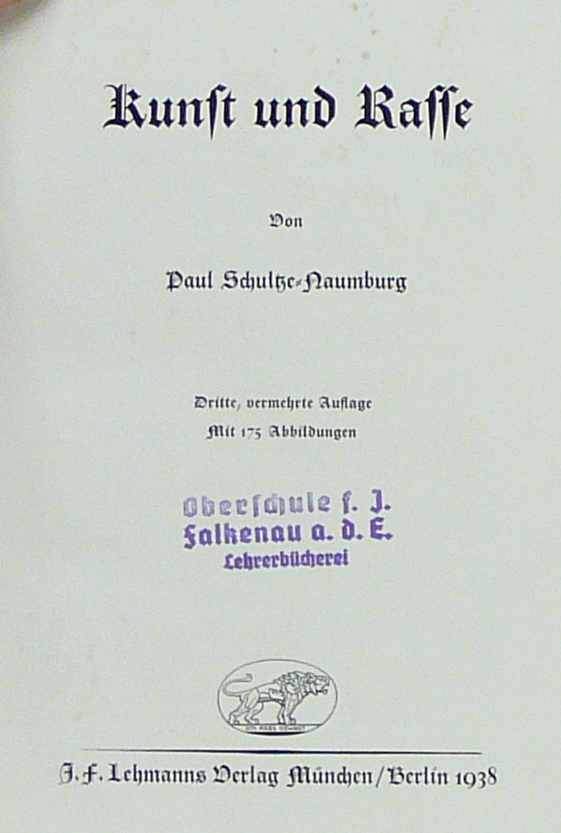 Kunst und Rasse
Von
Paul Schultze-Naumburg
Dritte, vermehrte Auflage
Mit 175 Abbildungen
Oberschule f. J.
Falkenau a. d. E.
Lehrerbücherei
J. F. Lehmanns Verlag München/Berlin 1938